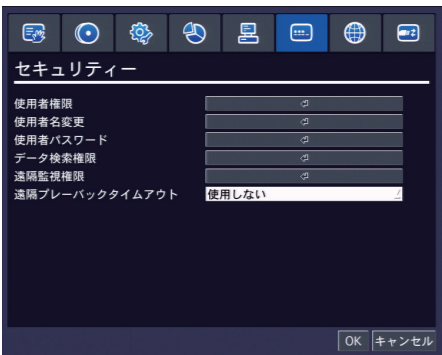 セキュリティー
使用者権限
使用者名変更
使用者パスワード
データ検索権限
遠隔監視権限
遠隔プレーバックタイムアウト 使用しない
OK キャンセル